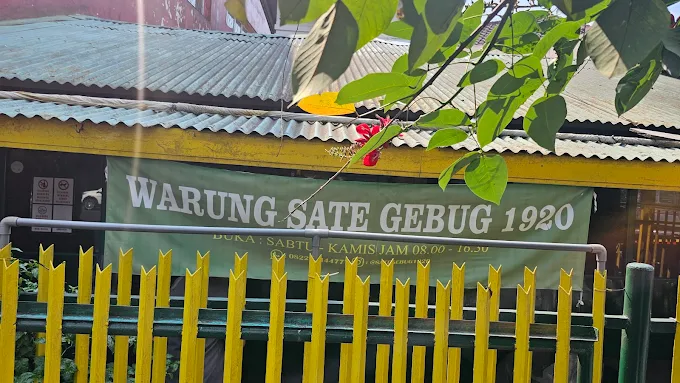 WARUNG SATE GEBUG 1920
BUKA : SABTU - KAMIS JAM 08.00 - 16.30